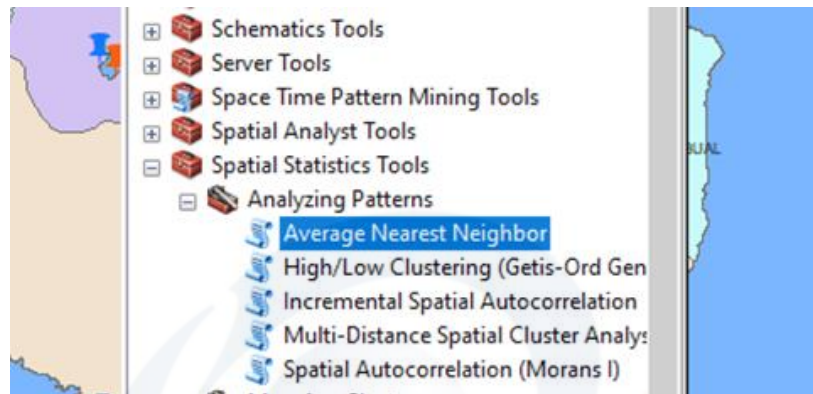 Schematics Tools
Server Tools
Space Time Pattern Mining Tools
Spatial Analyst Tools
Spatial Statistics Tools
Analyzing Patterns
Average Nearest Neighbor
High/Low Clustering (Getis-Ord Gen
Incremental Spatial Autocorrelation
Multi-Distance Spatial Cluster Analys
Spatial Autocorrelation (Morans I)